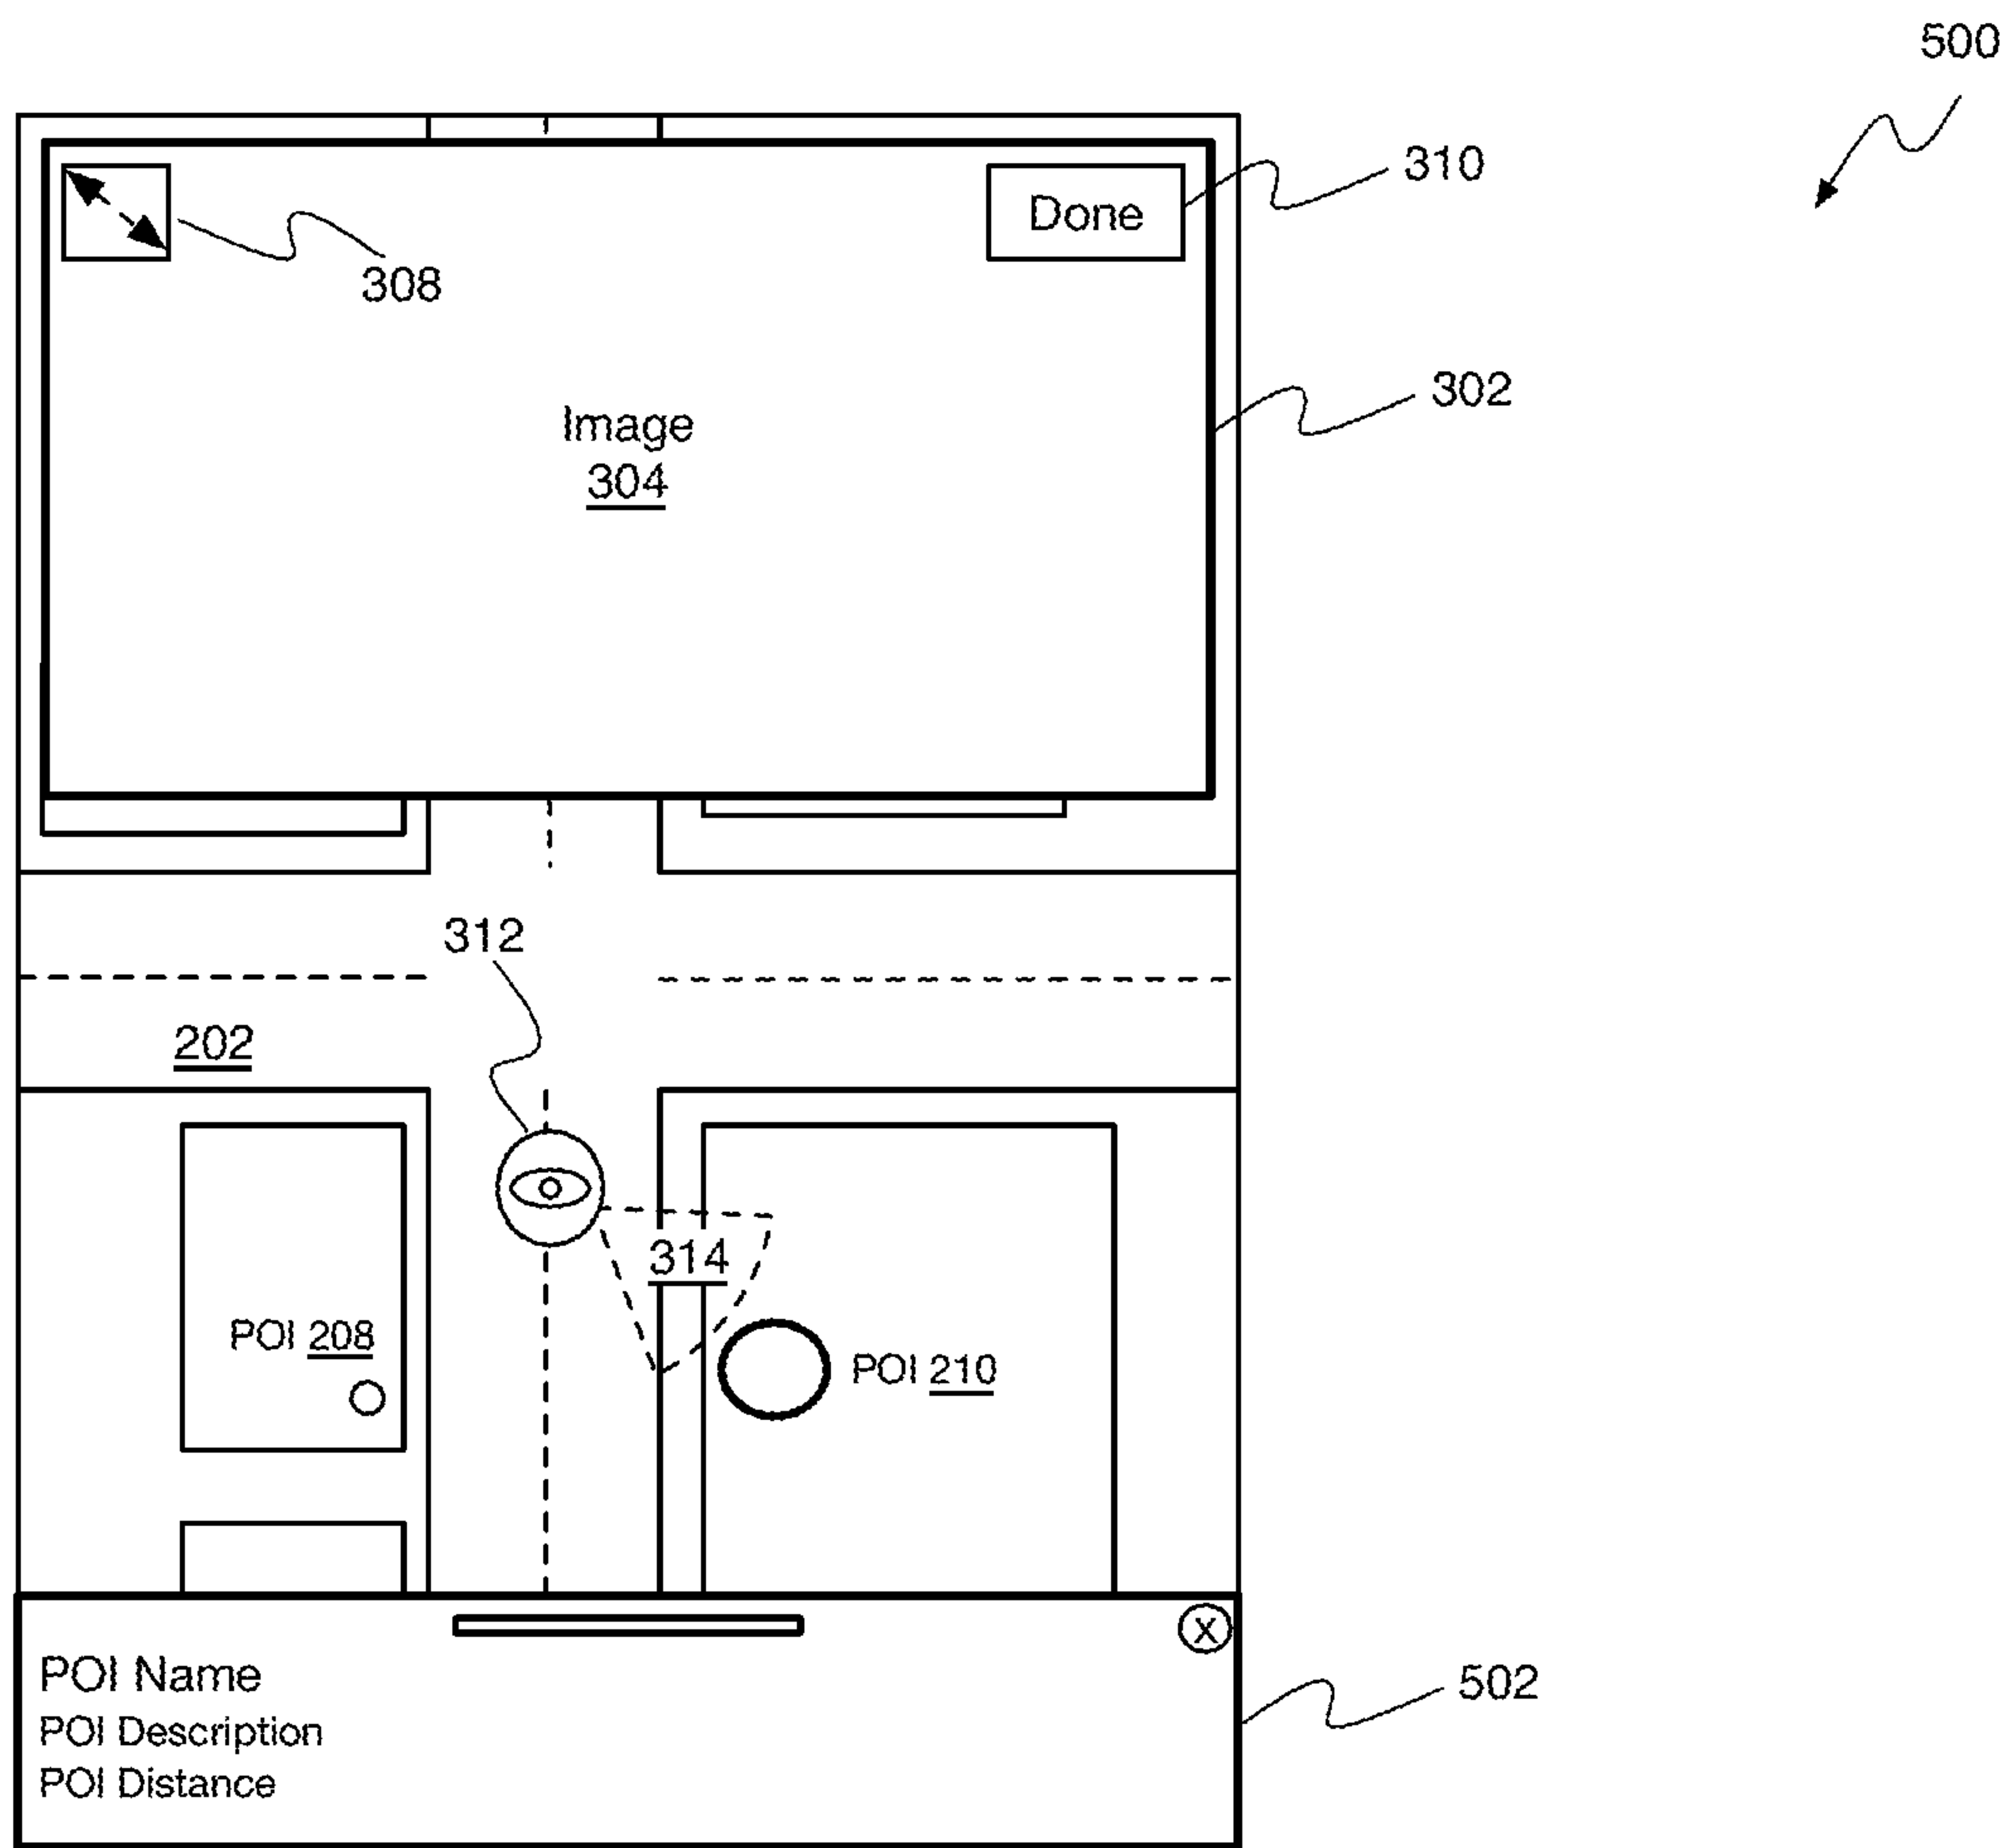 500
310
Done
308
302
Image
304
312
202
314
POI 208
POI 210
X
POI Name
502
POI Description
POI Distance